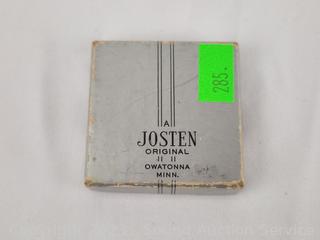 285.
A
JOSTEN
ORIGINAL
OWATONNA
MINN.